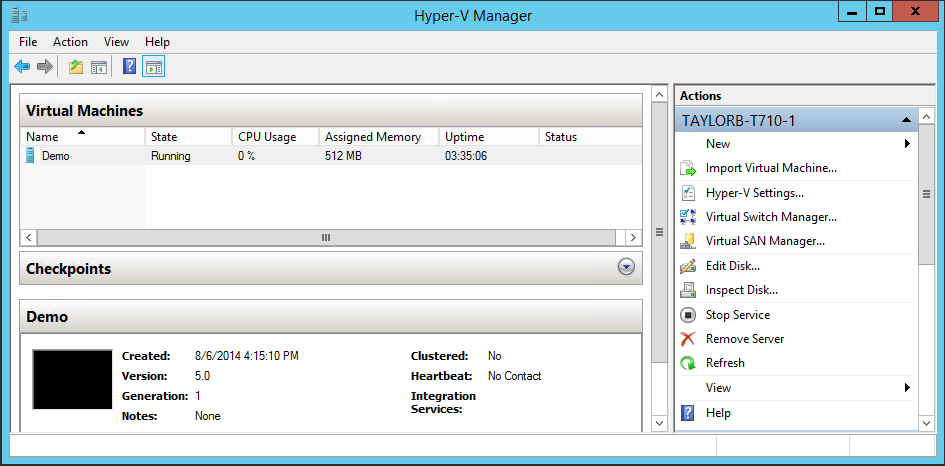 Hyper-V Manager
File Action View Help
Virtual Machines
Name State CPU Usage Assigned Memory Uptime Status
Demo Running 0 % 512 MB 03:35:06
Checkpoints
Demo
Created: 8/6/2014 4:15:10 PM Clustered: No
Version: 5.0 Heartbeat: No Contact
Generation: 1 Integration
Services:
Notes: None
Actions
TAYLORB-T710-1
New
Import Virtual Machine...
Hyper-V Settings...
Virtual Switch Manager...
Virtual SAN Manager...
Edit Disk...
Inspect Disk...
Stop Service
Remove Server
Refresh
View
Help